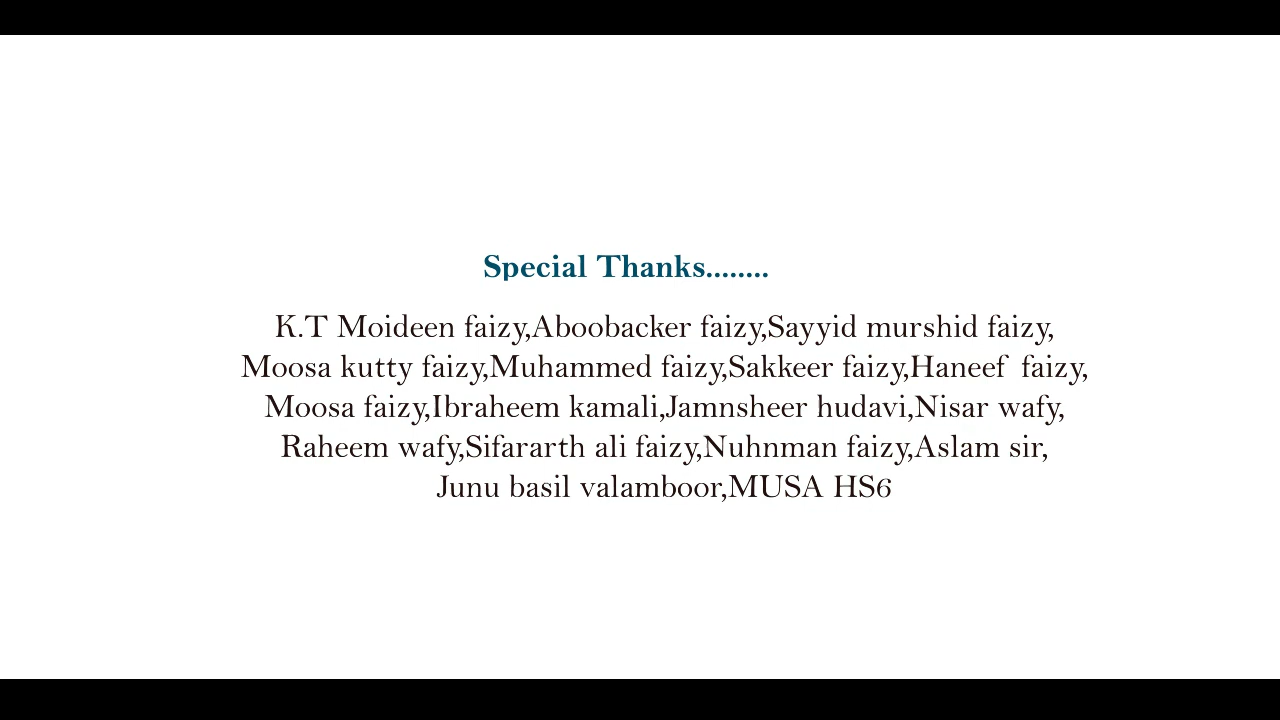 Special Thanks........
K.T Moideen faizy,Aboobacker faizy,Sayyid murshid faizy,
Moosa kutty faizy,Muhammed faizy,Sakkeer faizy,Haneef  faizy,
Moosa faizy,Ibraheem kamali,Jamnsheer hudavi,Nisar wafy,
Raheem wafy,Sifararth ali faizy,Nuhnman faizy,Aslam sir,
Junu basil valamboor,MUSA HS6